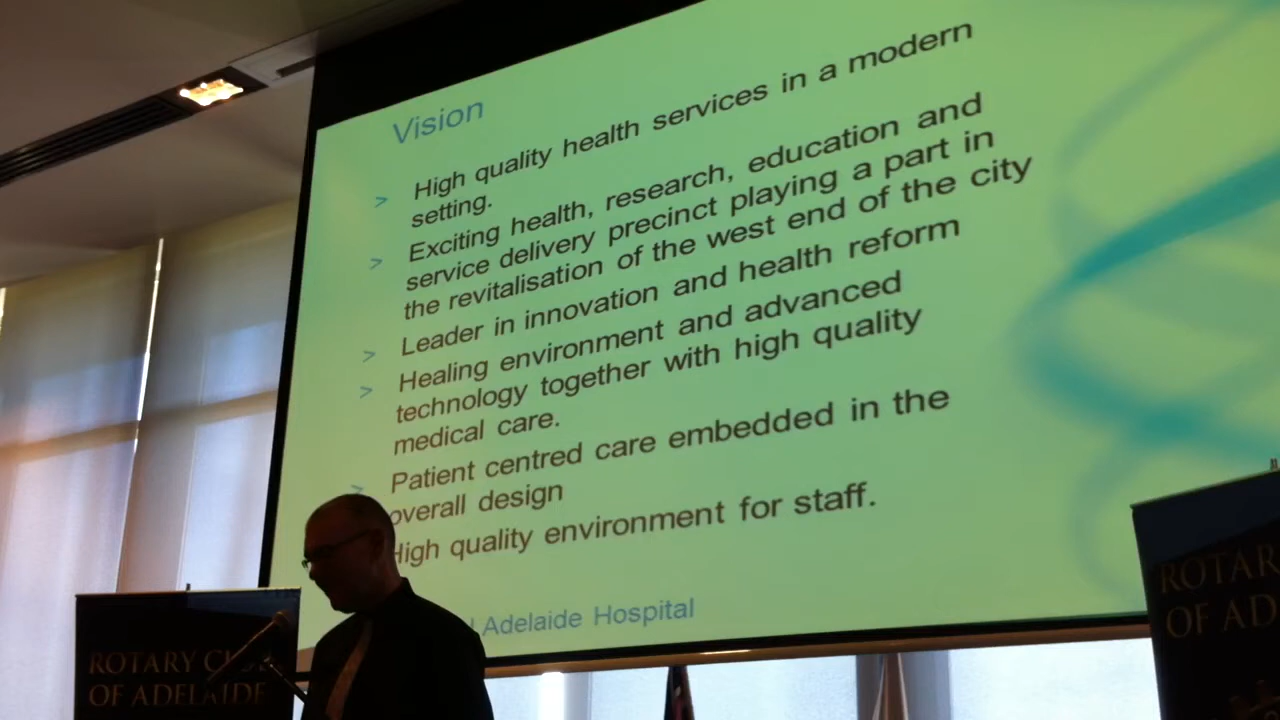 Vision
> High quality health services in a modern
setting.
> Exciting health, research, education and
service delivery precinct playing a part in
the revitalisation of the west end of the city
> Leader in innovation and health reform
> Healing environment and advanced
technology together with high quality
medical care.
> Patient centred care embedded in the
overall design
High quality environment for staff.
Adelaide Hospital
ROTARY CLUB
OF ADELAIDE
ROTAR
OF AD